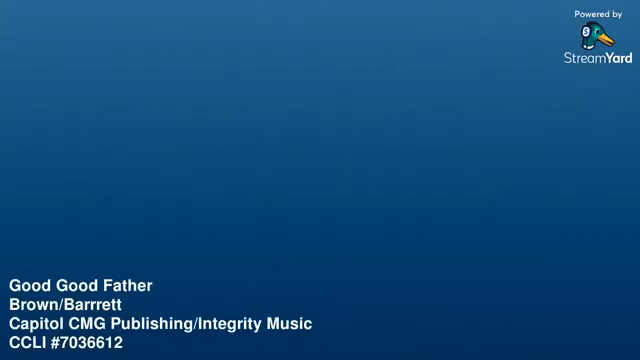 Powered by
StreamYard
Good Good Father
Brown/Barrrett
Capitol CMG Publishing/Integrity Music
CCLI #7036612